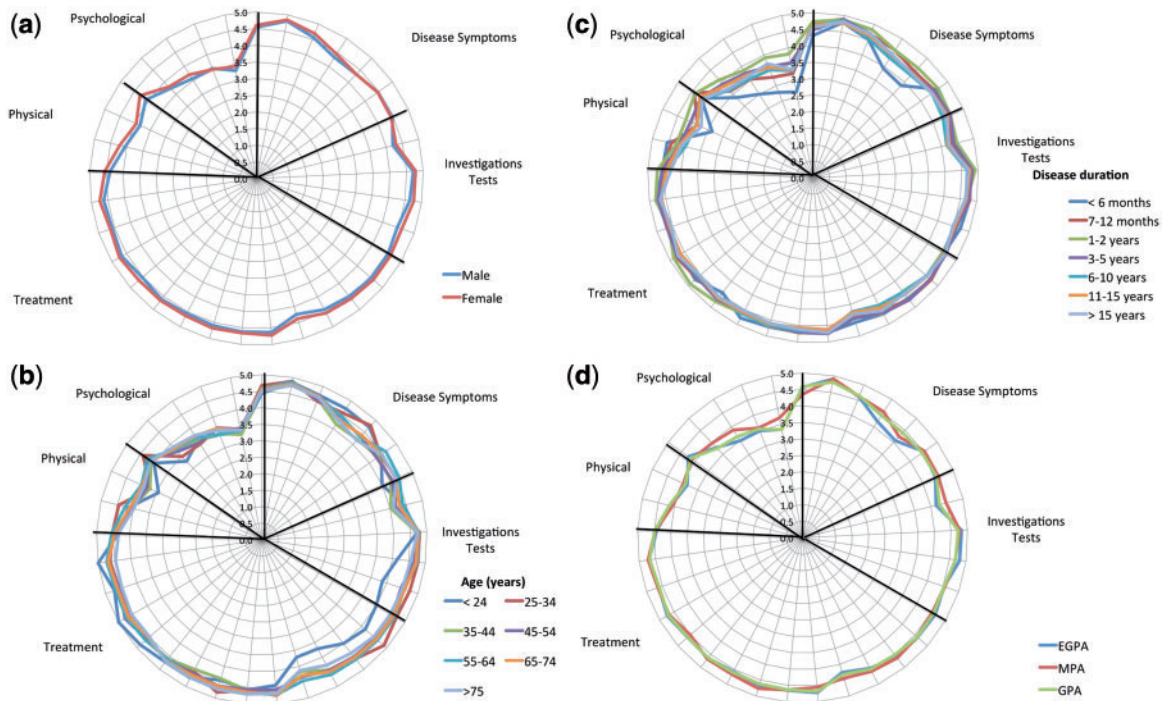 (a)
Psychological
Disease Symptoms
Physical
Investigations
Tests
Treatment
5.0
4.5
4.0
3.5
3.0
2.5
2.0
1.5
1.0
0.5
0.0
Male
Female
(c)
Psychological
Disease Symptoms
Physical
Investigations
Tests
Treatment
5.0
4.5
4.0
3.5
3.0
2.5
2.0
1.5
1.0
0.5
0.0
Disease duration
< 6 months
7-12 months
1-2 years
3-5 years
6-10 years
11-15 years
> 15 years
(b)
Psychological
Disease Symptoms
Physical
Investigations
Tests
Treatment
5.0
4.5
4.0
3.5
3.0
2.5
2.0
1.5
1.0
0.5
0.0
Age (years)
< 24 25-34
35-44 45-54
55-64 65-74
>75
(d)
Psychological
Disease Symptoms
Physical
Investigations
Tests
Treatment
5.0
4.5
4.0
3.5
3.0
2.5
2.0
1.5
1.0
0.5
0.0
EGPA
MPA
GPA